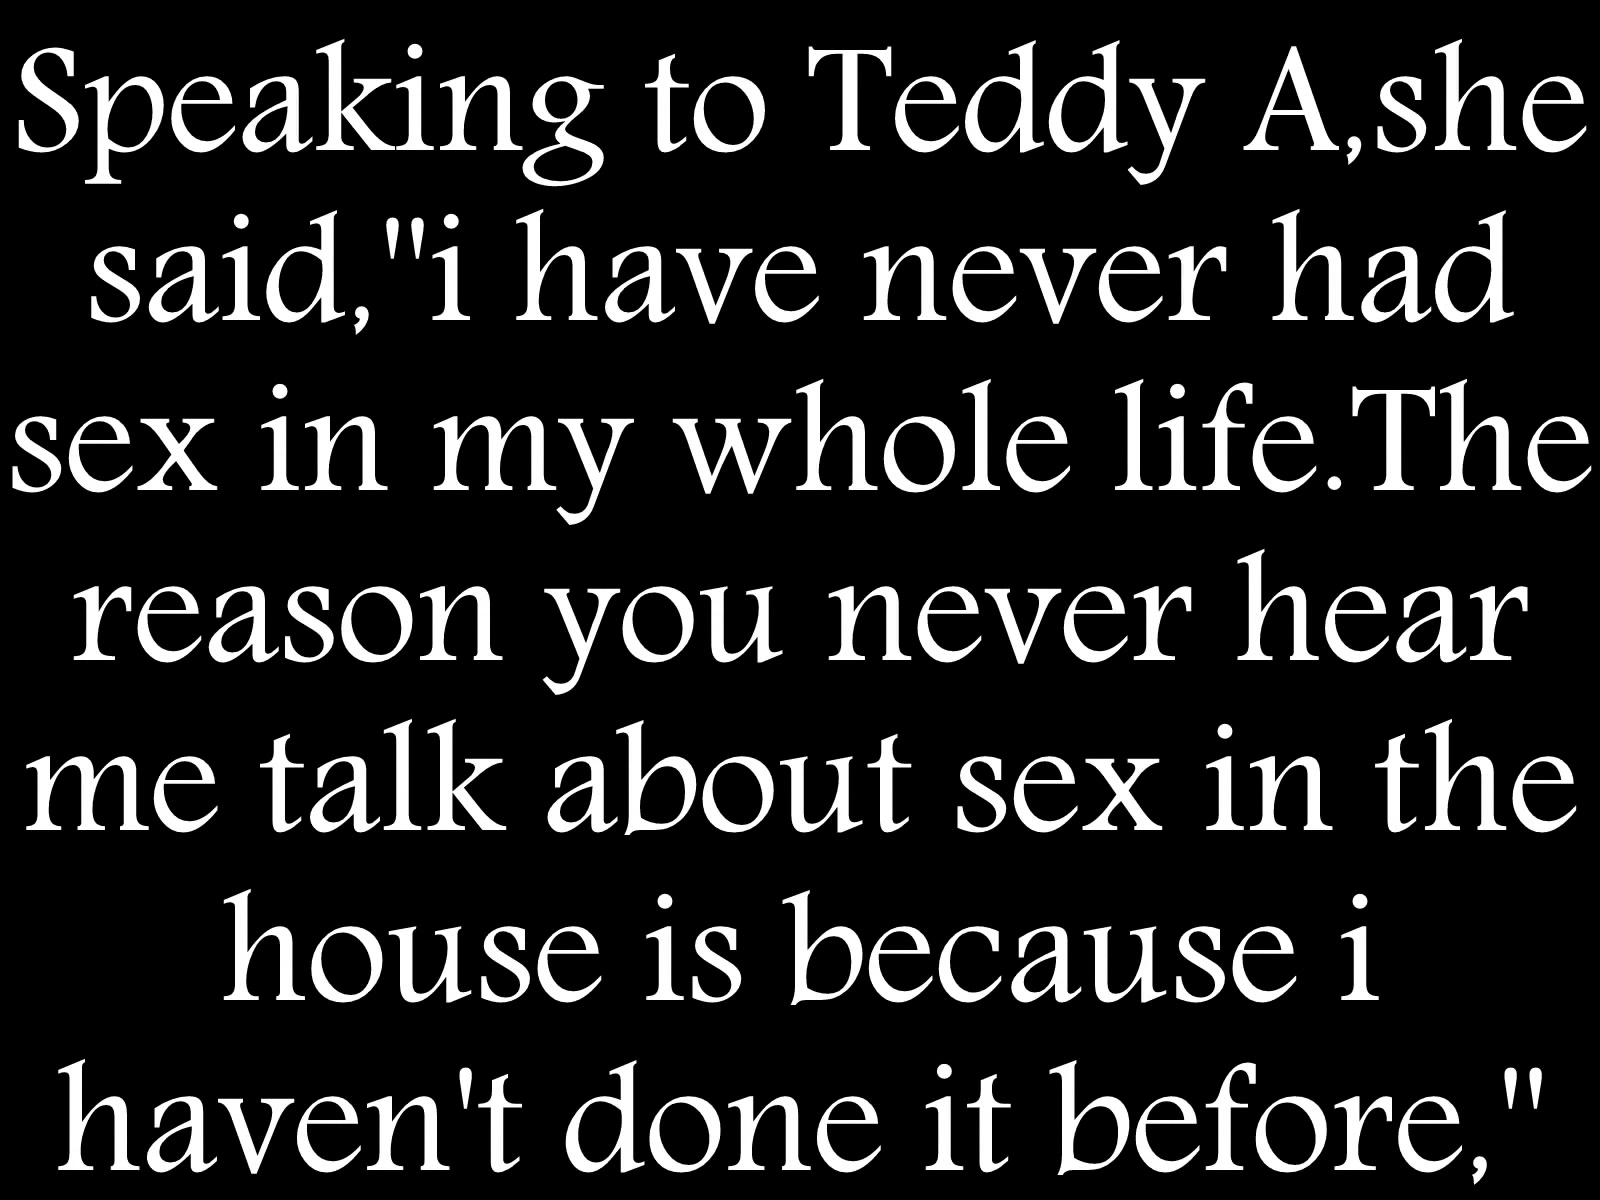 Speaking to Teddy A,she
said,"i have never had
sex in my whole life.The
reason you never hear
me talk about sex in the
house is because i
haven't done it before,"